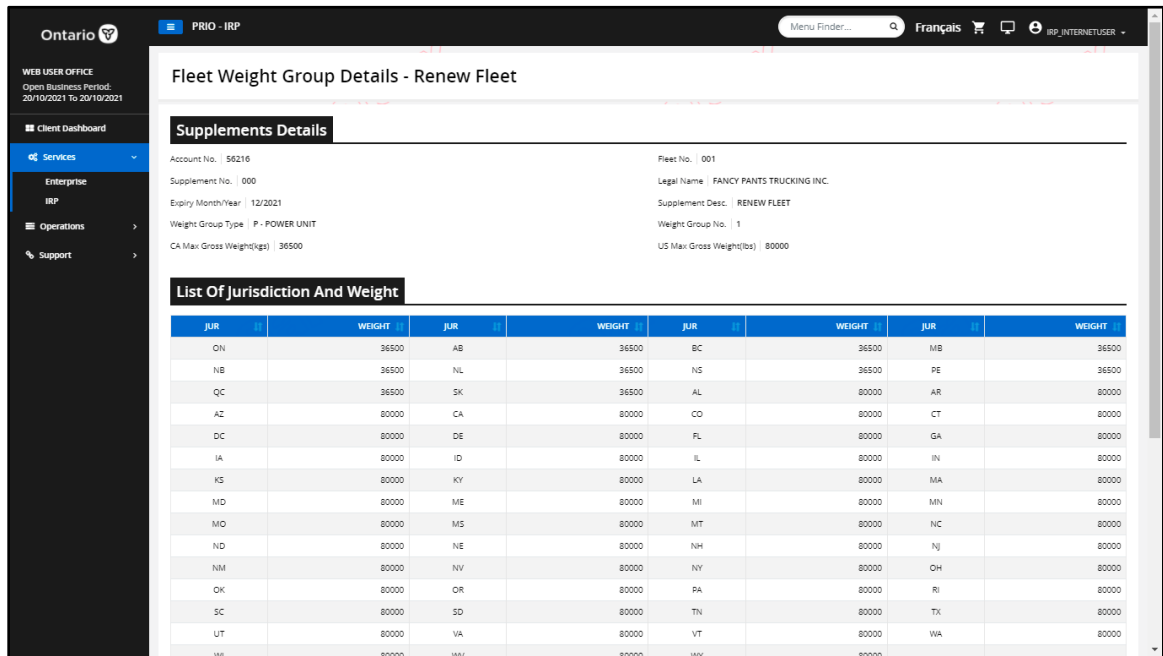 Ontario
PRIO - IRP
Menu Finder...
Français
IRP_INTERNETUSER
WEB USER OFFICE
Open Business Period:
20/10/2021 To 20/10/2021
Client Dashboard
Services
Enterprise
IRP
Operations
Support
Fleet Weight Group Details - Renew Fleet
Supplements Details
Account No. 56216 Fleet No. 001
Supplement No. 000 Legal Name FANCY PANTS TRUCKING INC.
Expiry Month/Year 12/2021 Supplement Desc. RENEW FLEET
Weight Group Type P - POWER UNIT Weight Group No. 1
CA Max Gross Weight(kgs) 36500 US Max Gross Weight(lbs) 80000
List Of Jurisdiction And Weight
JUR WEIGHT JUR WEIGHT JUR WEIGHT JUR WEIGHT
ON 36500 AB 36500 BC 36500 MB 36500
NB 36500 NL 36500 NS 36500 PE 36500
QC 36500 SK 36500 AL 80000 AR 80000
AZ 80000 CA 80000 CO 80000 CT 80000
DC 80000 DE 80000 FL 80000 GA 80000
IA 80000 ID 80000 IL 80000 IN 80000
KS 80000 KY 80000 LA 80000 MA 80000
MD 80000 ME 80000 MI 80000 MN 80000
MO 80000 MS 80000 MT 80000 NC 80000
ND 80000 NE 80000 NH 80000 NJ 80000
NM 80000 NV 80000 NY 80000 OH 80000
OK 80000 OR 80000 PA 80000 RI 80000
SC 80000 SD 80000 TN 80000 TX 80000
UT 80000 VA 80000 VT 80000 WA 80000
WI 80000 WV 80000 WY 80000